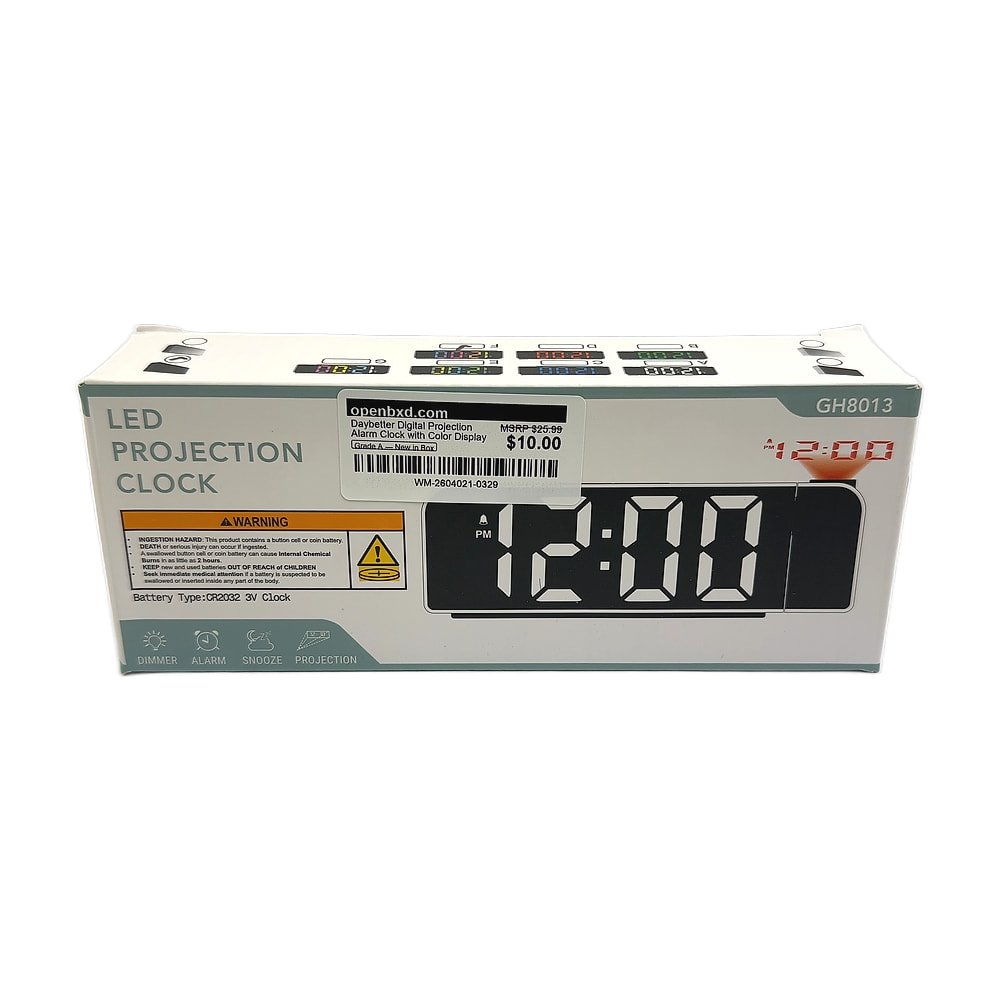 G
F
E
D
C
B
A
openbxd.com
Daybetter Digital Projection
Alarm Clock with Color Display
MSRP $25.99
$10.00
Grade A — New in Box
WM-2604021-0329
GH8013
LED
PROJECTION
CLOCK
PM 12:00
WARNING
INGESTION HAZARD: This product contains a button cell or coin battery.
DEATH or serious injury can occur if ingested.
A swallowed button cell or coin battery can cause Internal Chemical
Burns in as little as 2 hours.
KEEP new and used batteries OUT OF REACH of CHILDREN
Seek immediate medical attention if a battery is suspected to be
swallowed or inserted inside any part of the body.
Battery Type:CR2032 3V Clock
PM 12:00
DIMMER ALARM SNOOZE PROJECTION